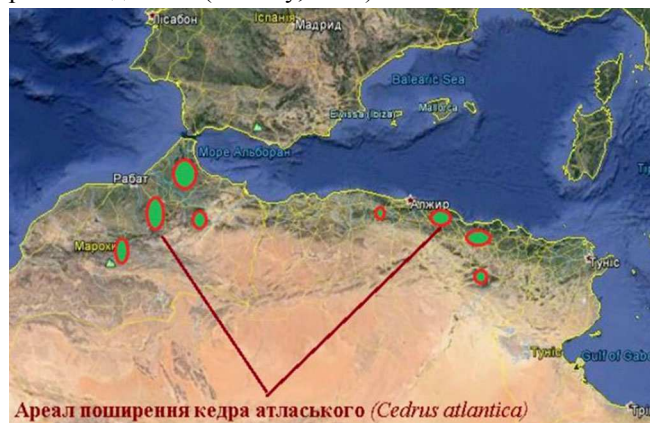 Лісабон
Іспанія
Мадрид
Balearic Sea
Eivissa (Ibiza)
Mallorca
Море Альборан
Рабат
Алжир
Марокко
Туніс
Туніс
Gulf of Gab
Ареал поширення кедра атласького (Cedrus atlantica)